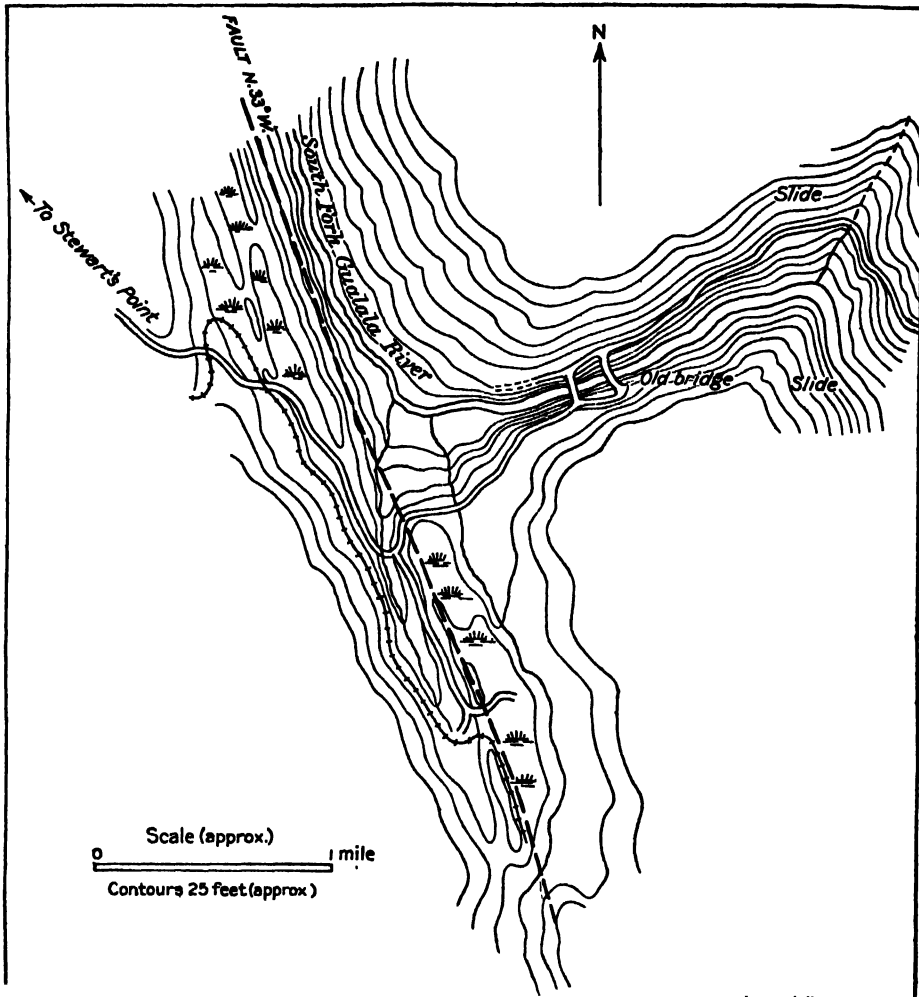 FAULT N.33°W.
N
South Fork Gualala River
Slide
To Stewart's Point
Old bridge
Slide
Scale (approx.)
0 1 mile
Contours 25 feet (approx)